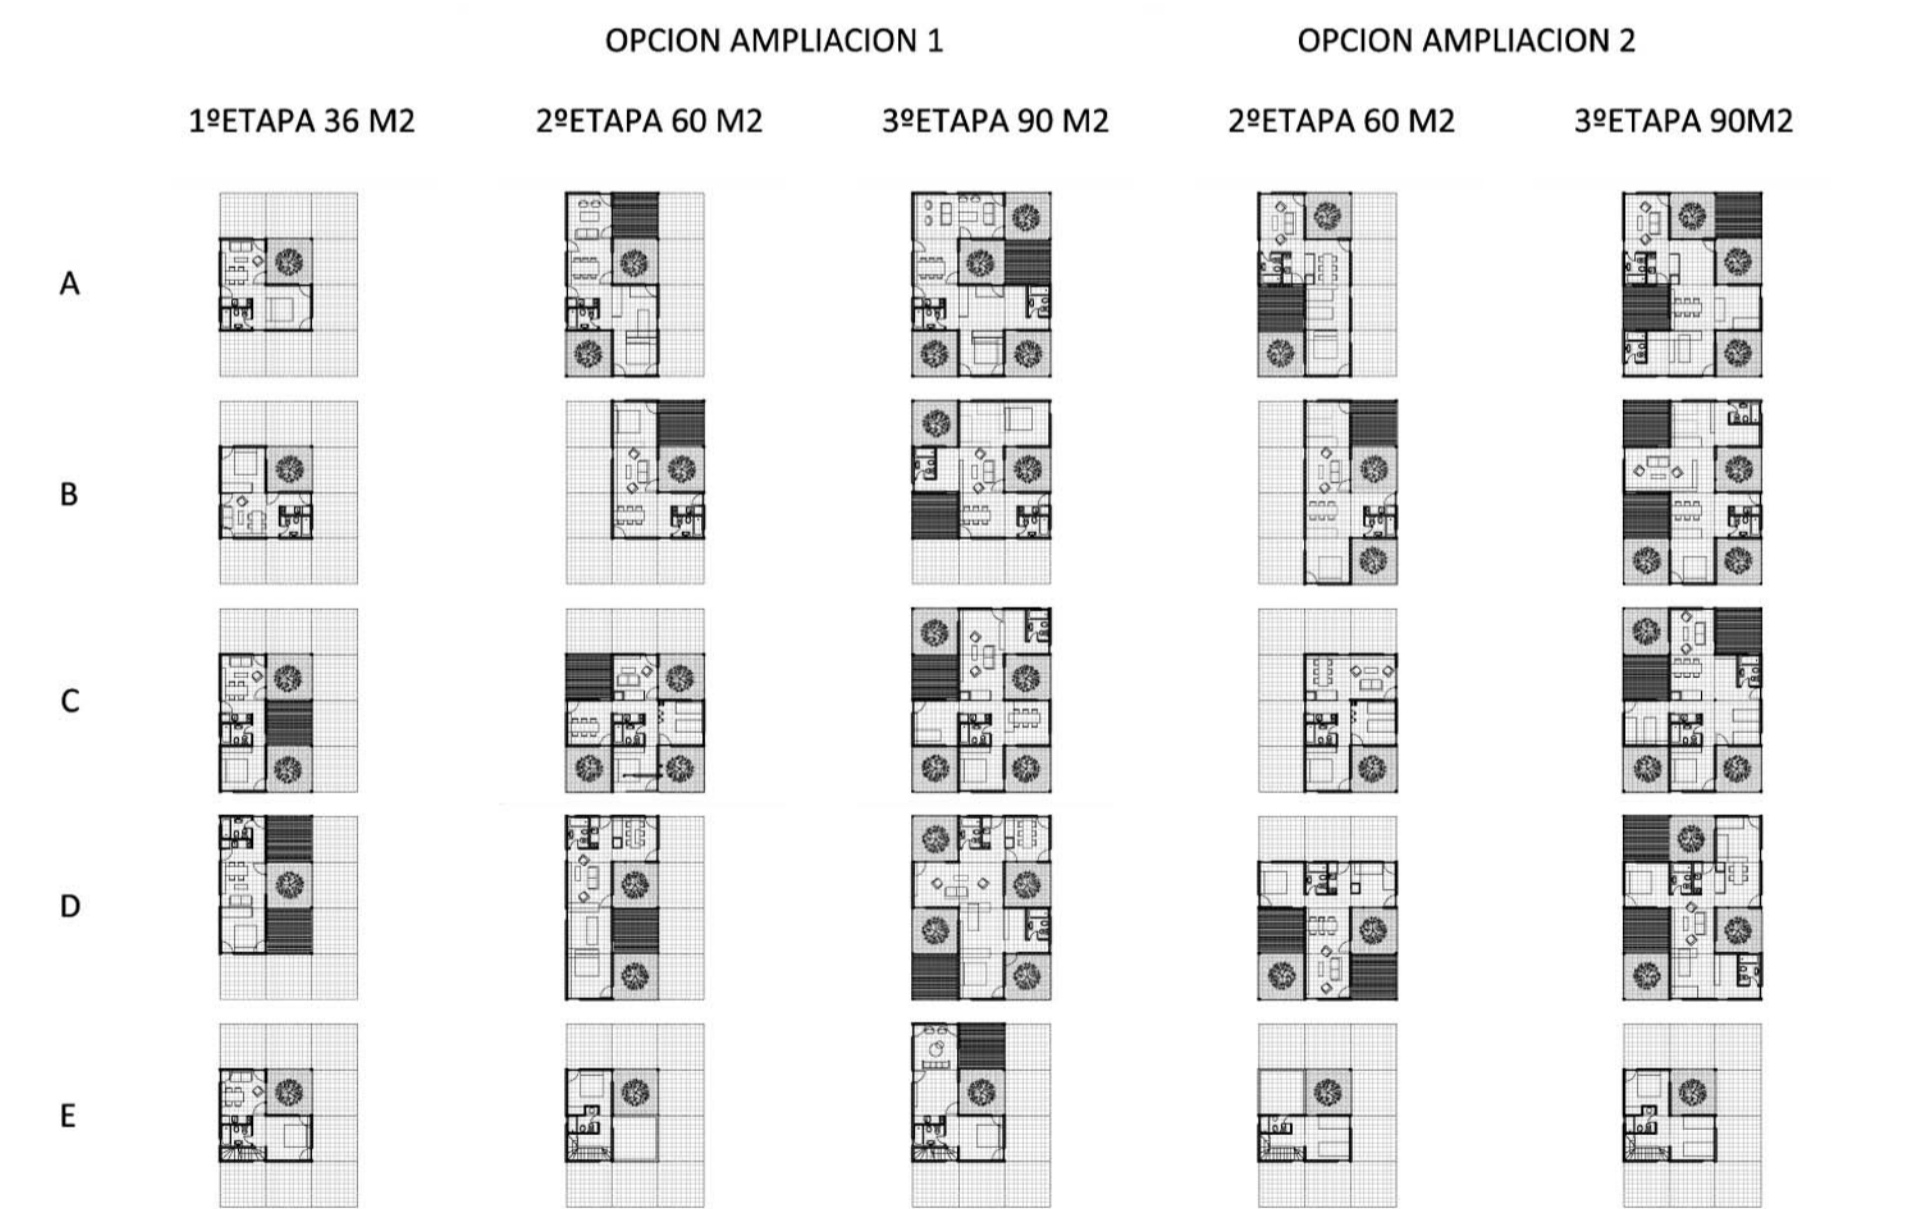 OPCION AMPLIACION 1
OPCION AMPLIACION 2
1ºETAPA 36 M2
2ºETAPA 60 M2
3ºETAPA 90 M2
2ºETAPA 60 M2
3ºETAPA 90M2
A
B
C
D
E